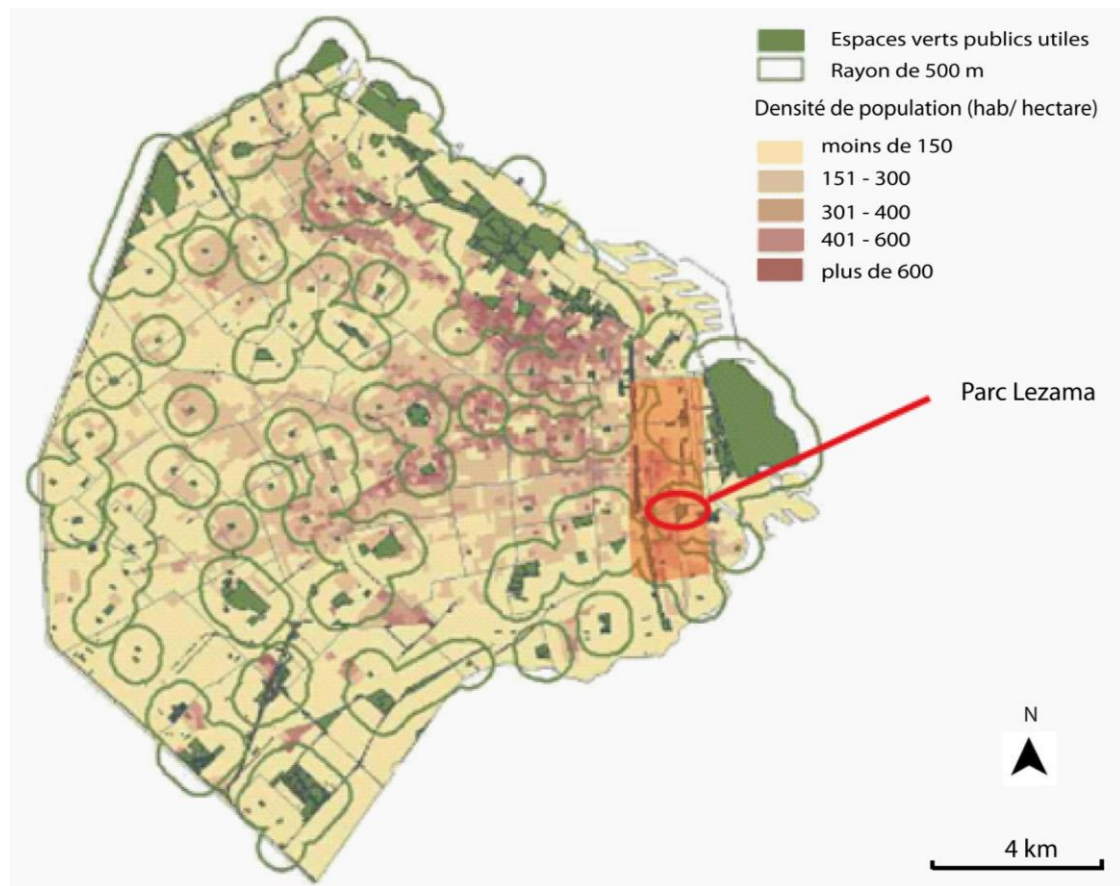 Espaces verts publics utiles
Rayon de 500 m
Densité de population (hab/ hectare)
moins de 150
151 - 300
301 - 400
401 - 600
plus de 600
Parc Lezama
N
4 km